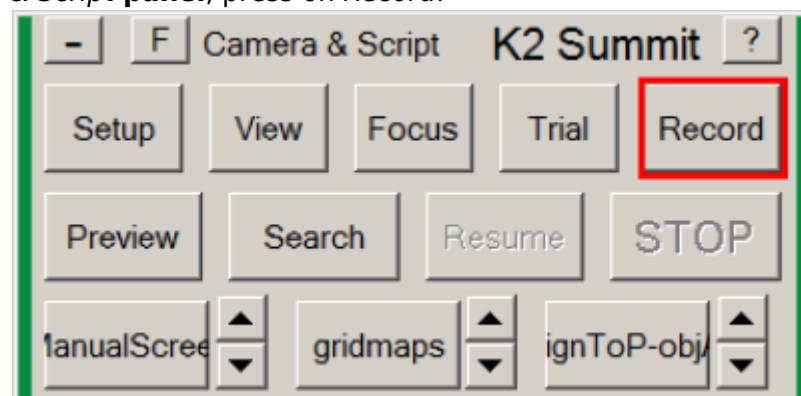 a Script panel, press on Record:
- F Camera & Script K2 Summit ?
Setup View Focus Trial Record
Preview Search Resume STOP
gridmaps